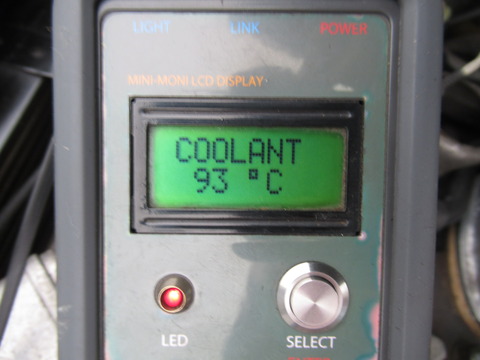 LIGHT LINK POWER
MINI-MONI LCD DISPLAY
COOLANT
93 °C
LED SELECT